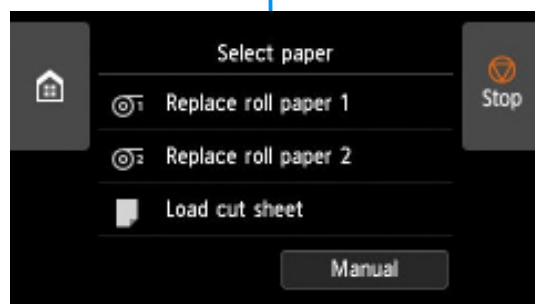 Select paper
Replace roll paper 1
Replace roll paper 2
Load cut sheet
Manual
Stop